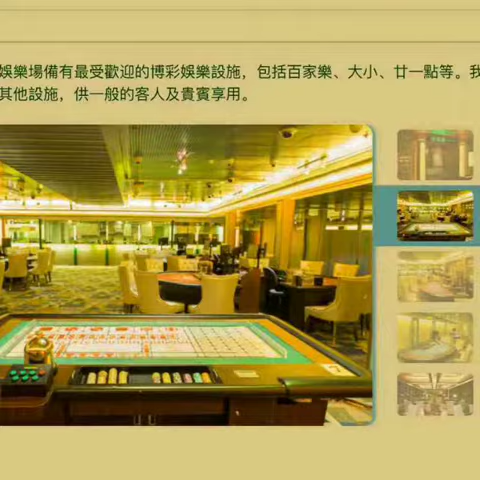 娛樂場備有最受歡迎的博彩娛樂設施，包括百家樂、大小、廿一點等。我
其他設施，供一般的客人及貴賓享用。